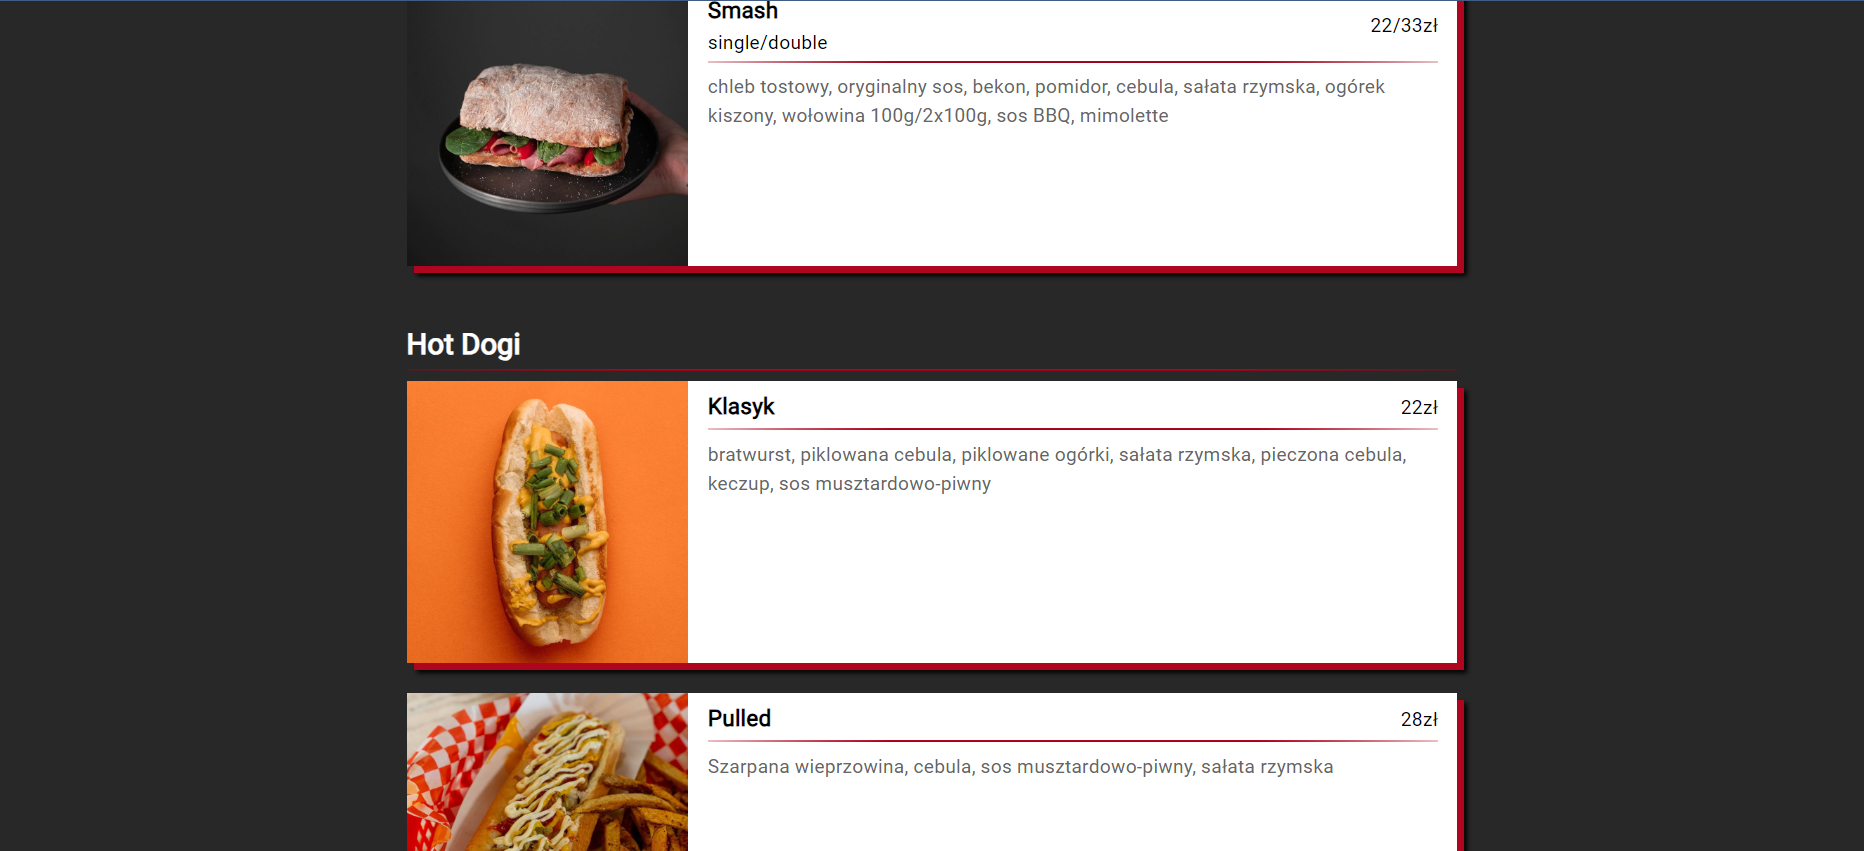 Smash
22/33zł
single/double
chleb tostowy, oryginalny sos, bekon, pomidor, cebula, sałata rzymska, ogórek
kiszony, wołowina 100g/2x100g, sos BBQ, mimolette
Hot Dogi
Klasyk
22zł
bratwurst, piklowana cebula, piklowane ogórki, sałata rzymska, pieczona cebula,
keczup, sos musztardowo-piwny
Pulled
28zł
Szarpana wieprzowina, cebula, sos musztardowo-piwny, sałata rzymska